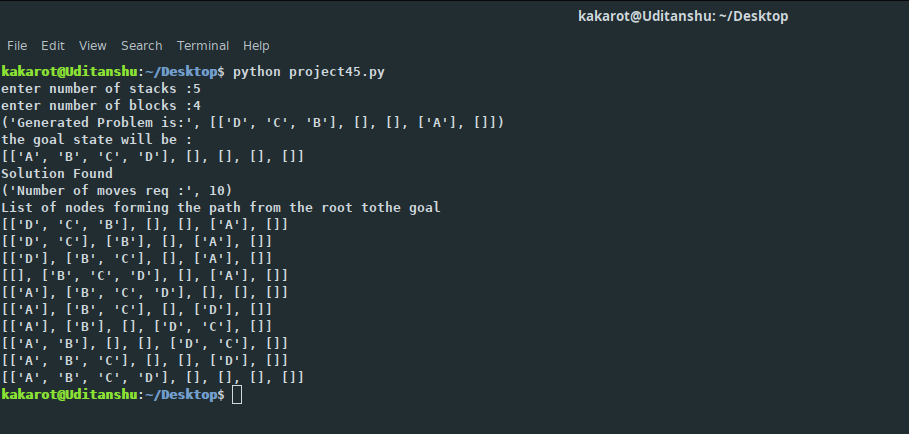 kakarot@Uditanshu: ~/Desktop
File Edit View Search Terminal Help
kakarot@Uditanshu:~/Desktop$ python project45.py
enter number of stacks :5
enter number of blocks :4
('Generated Problem is:', [['D', 'C', 'B'], [], [], ['A'], []])
the goal state will be :
[['A', 'B', 'C', 'D'], [], [], [], []]
Solution Found
('Number of moves req :', 10)
List of nodes forming the path from the root tothe goal
[['D', 'C', 'B'], [], [], ['A'], []]
[['D', 'C'], ['B'], [], ['A'], []]
[['D'], ['B', 'C'], [], ['A'], []]
[[], ['B', 'C', 'D'], [], ['A'], []]
[['A'], ['B', 'C', 'D'], [], [], []]
[['A'], ['B', 'C'], [], ['D'], []]
[['A'], ['B'], [], ['D', 'C'], []]
[['A', 'B'], [], [], ['D', 'C'], []]
[['A', 'B', 'C'], [], [], ['D'], []]
[['A', 'B', 'C', 'D'], [], [], [], []]
kakarot@Uditanshu:~/Desktop$